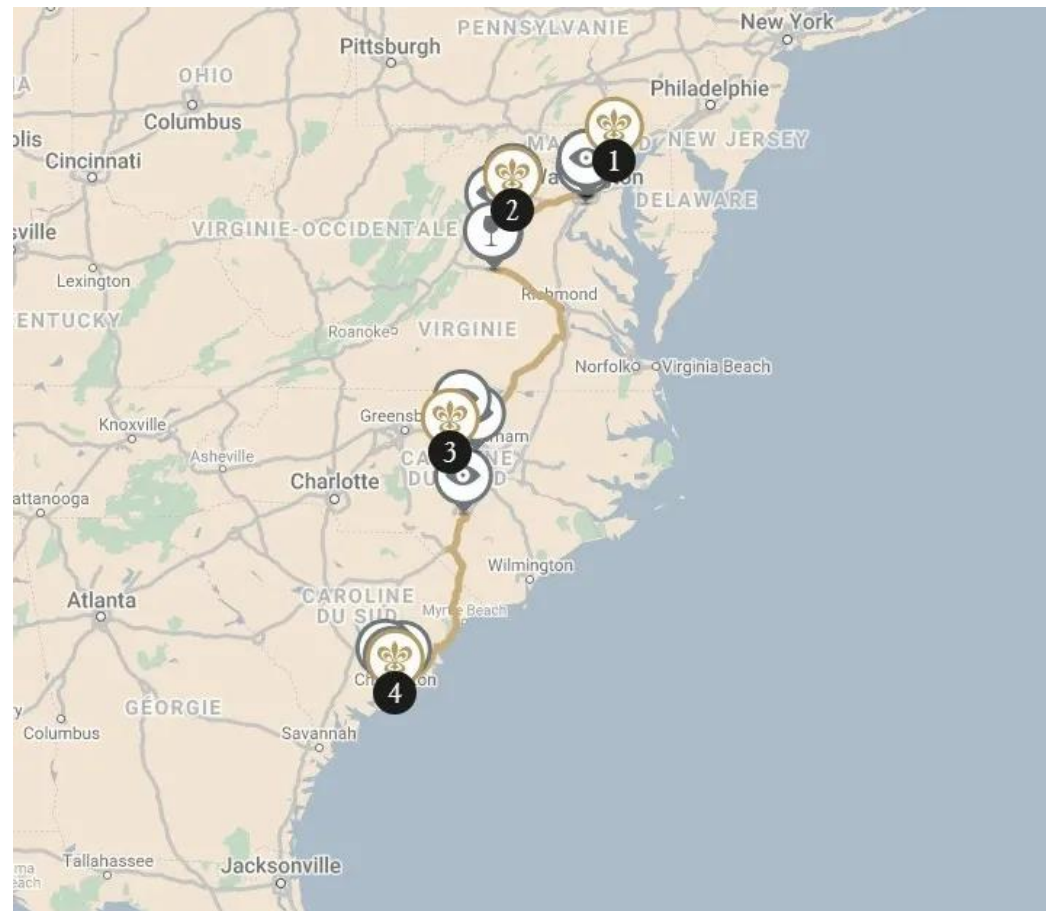 New York
PENNSYLVANIE
Pittsburgh
OHIO
Philadelphie
Columbus
NEW JERSEY
Cincinnati
1
DELAWARE
2
VIRGINIE-OCCIDENTALE
Lexington
Richmond
Roanoke
VIRGINIE
Norfolk
Virginia Beach
Greensb
Knoxville
3
Asheville
Charlotte
attanooga
Wilmington
Atlanta
CAROLINE
DU SUD
Myrtle Beach
4
GÉORGIE
Columbus
Savannah
Tallahassee
Jacksonville